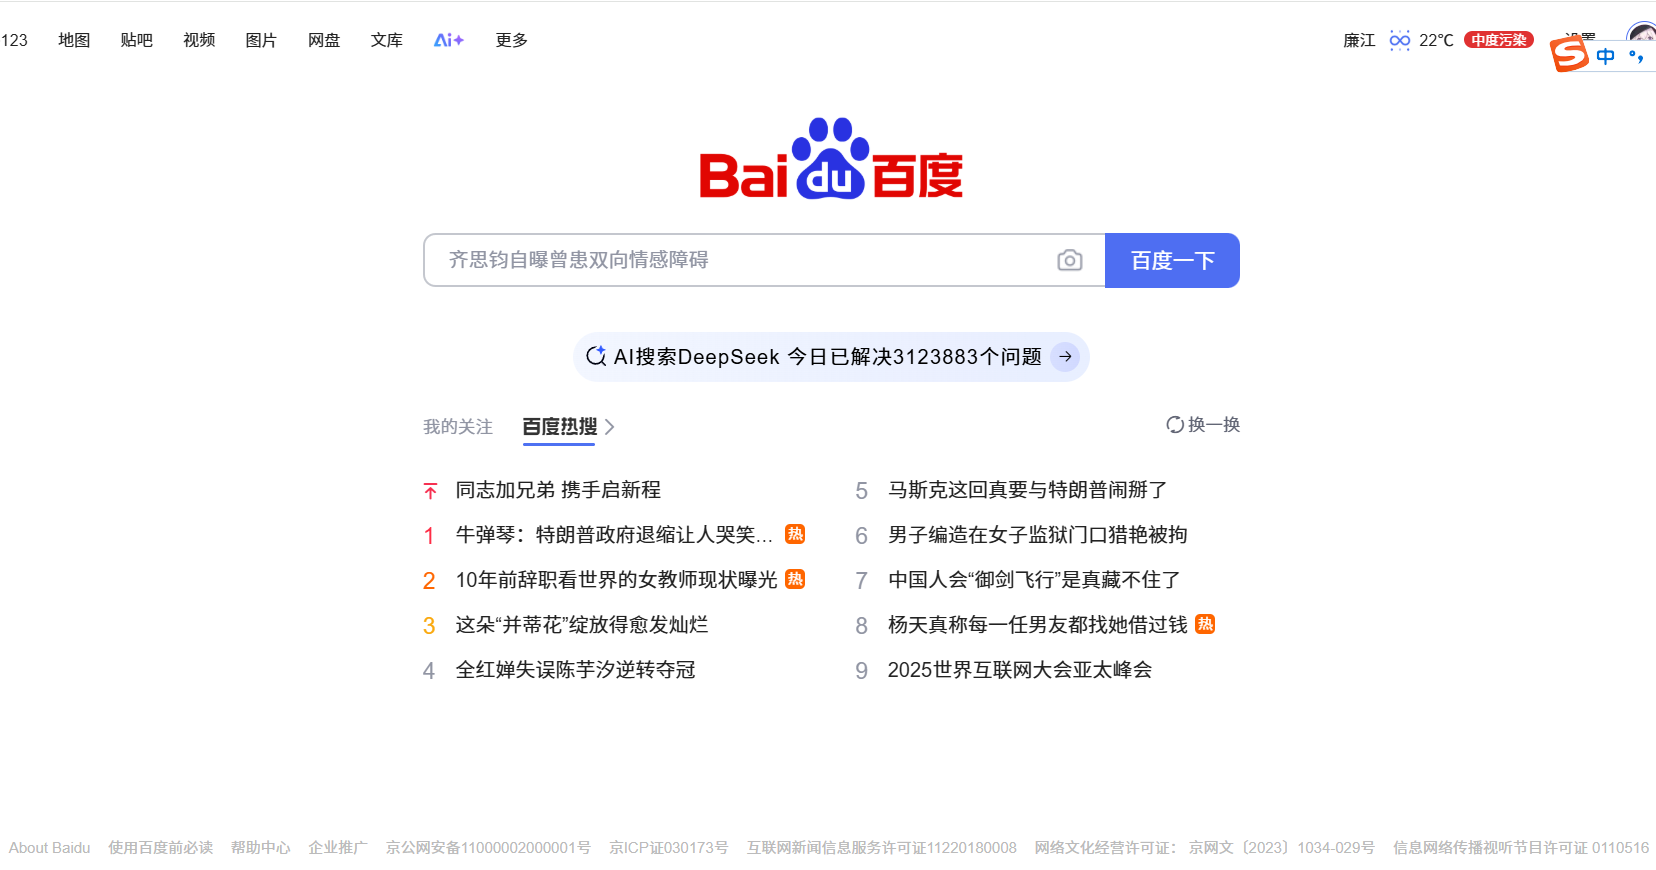 123 地图 贴吧 视频 图片 网盘 文库 Ai+ 更多 廉江 22℃ 中度污染 设置
S 中 °，
Bai du 百度
齐思钧自曝曾患双向情感障碍 百度一下
AI搜索DeepSeek 今日已解决3123883个问题
我的关注 百度热搜 换一换
同志加兄弟 携手启新程
1 牛弹琴：特朗普政府退缩让人哭笑... 热
2 10年前辞职看世界的女教师现状曝光 热
3 这朵“并蒂花”绽放得愈发灿烂
4 全红婵失误陈芋汐逆转夺冠
5 马斯克这回真要与特朗普闹掰了
6 男子编造在女子监狱门口猎艳被拘
7 中国人会“御剑飞行”是真藏不住了
8 杨天真称每一任男友都找她借过钱 热
9 2025世界互联网大会亚太峰会
About Baidu 使用百度前必读 帮助中心 企业推广 京公网安备11000002000001号 京ICP证030173号 互联网新闻信息服务许可证11220180008 网络文化经营许可证： 京网文〔2023〕1034-029号 信息网络传播视听节目许可证 0110516